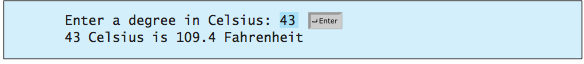 Enter a degree in Celsius: 43 ↵Enter
43 Celsius is 109.4 Fahrenheit